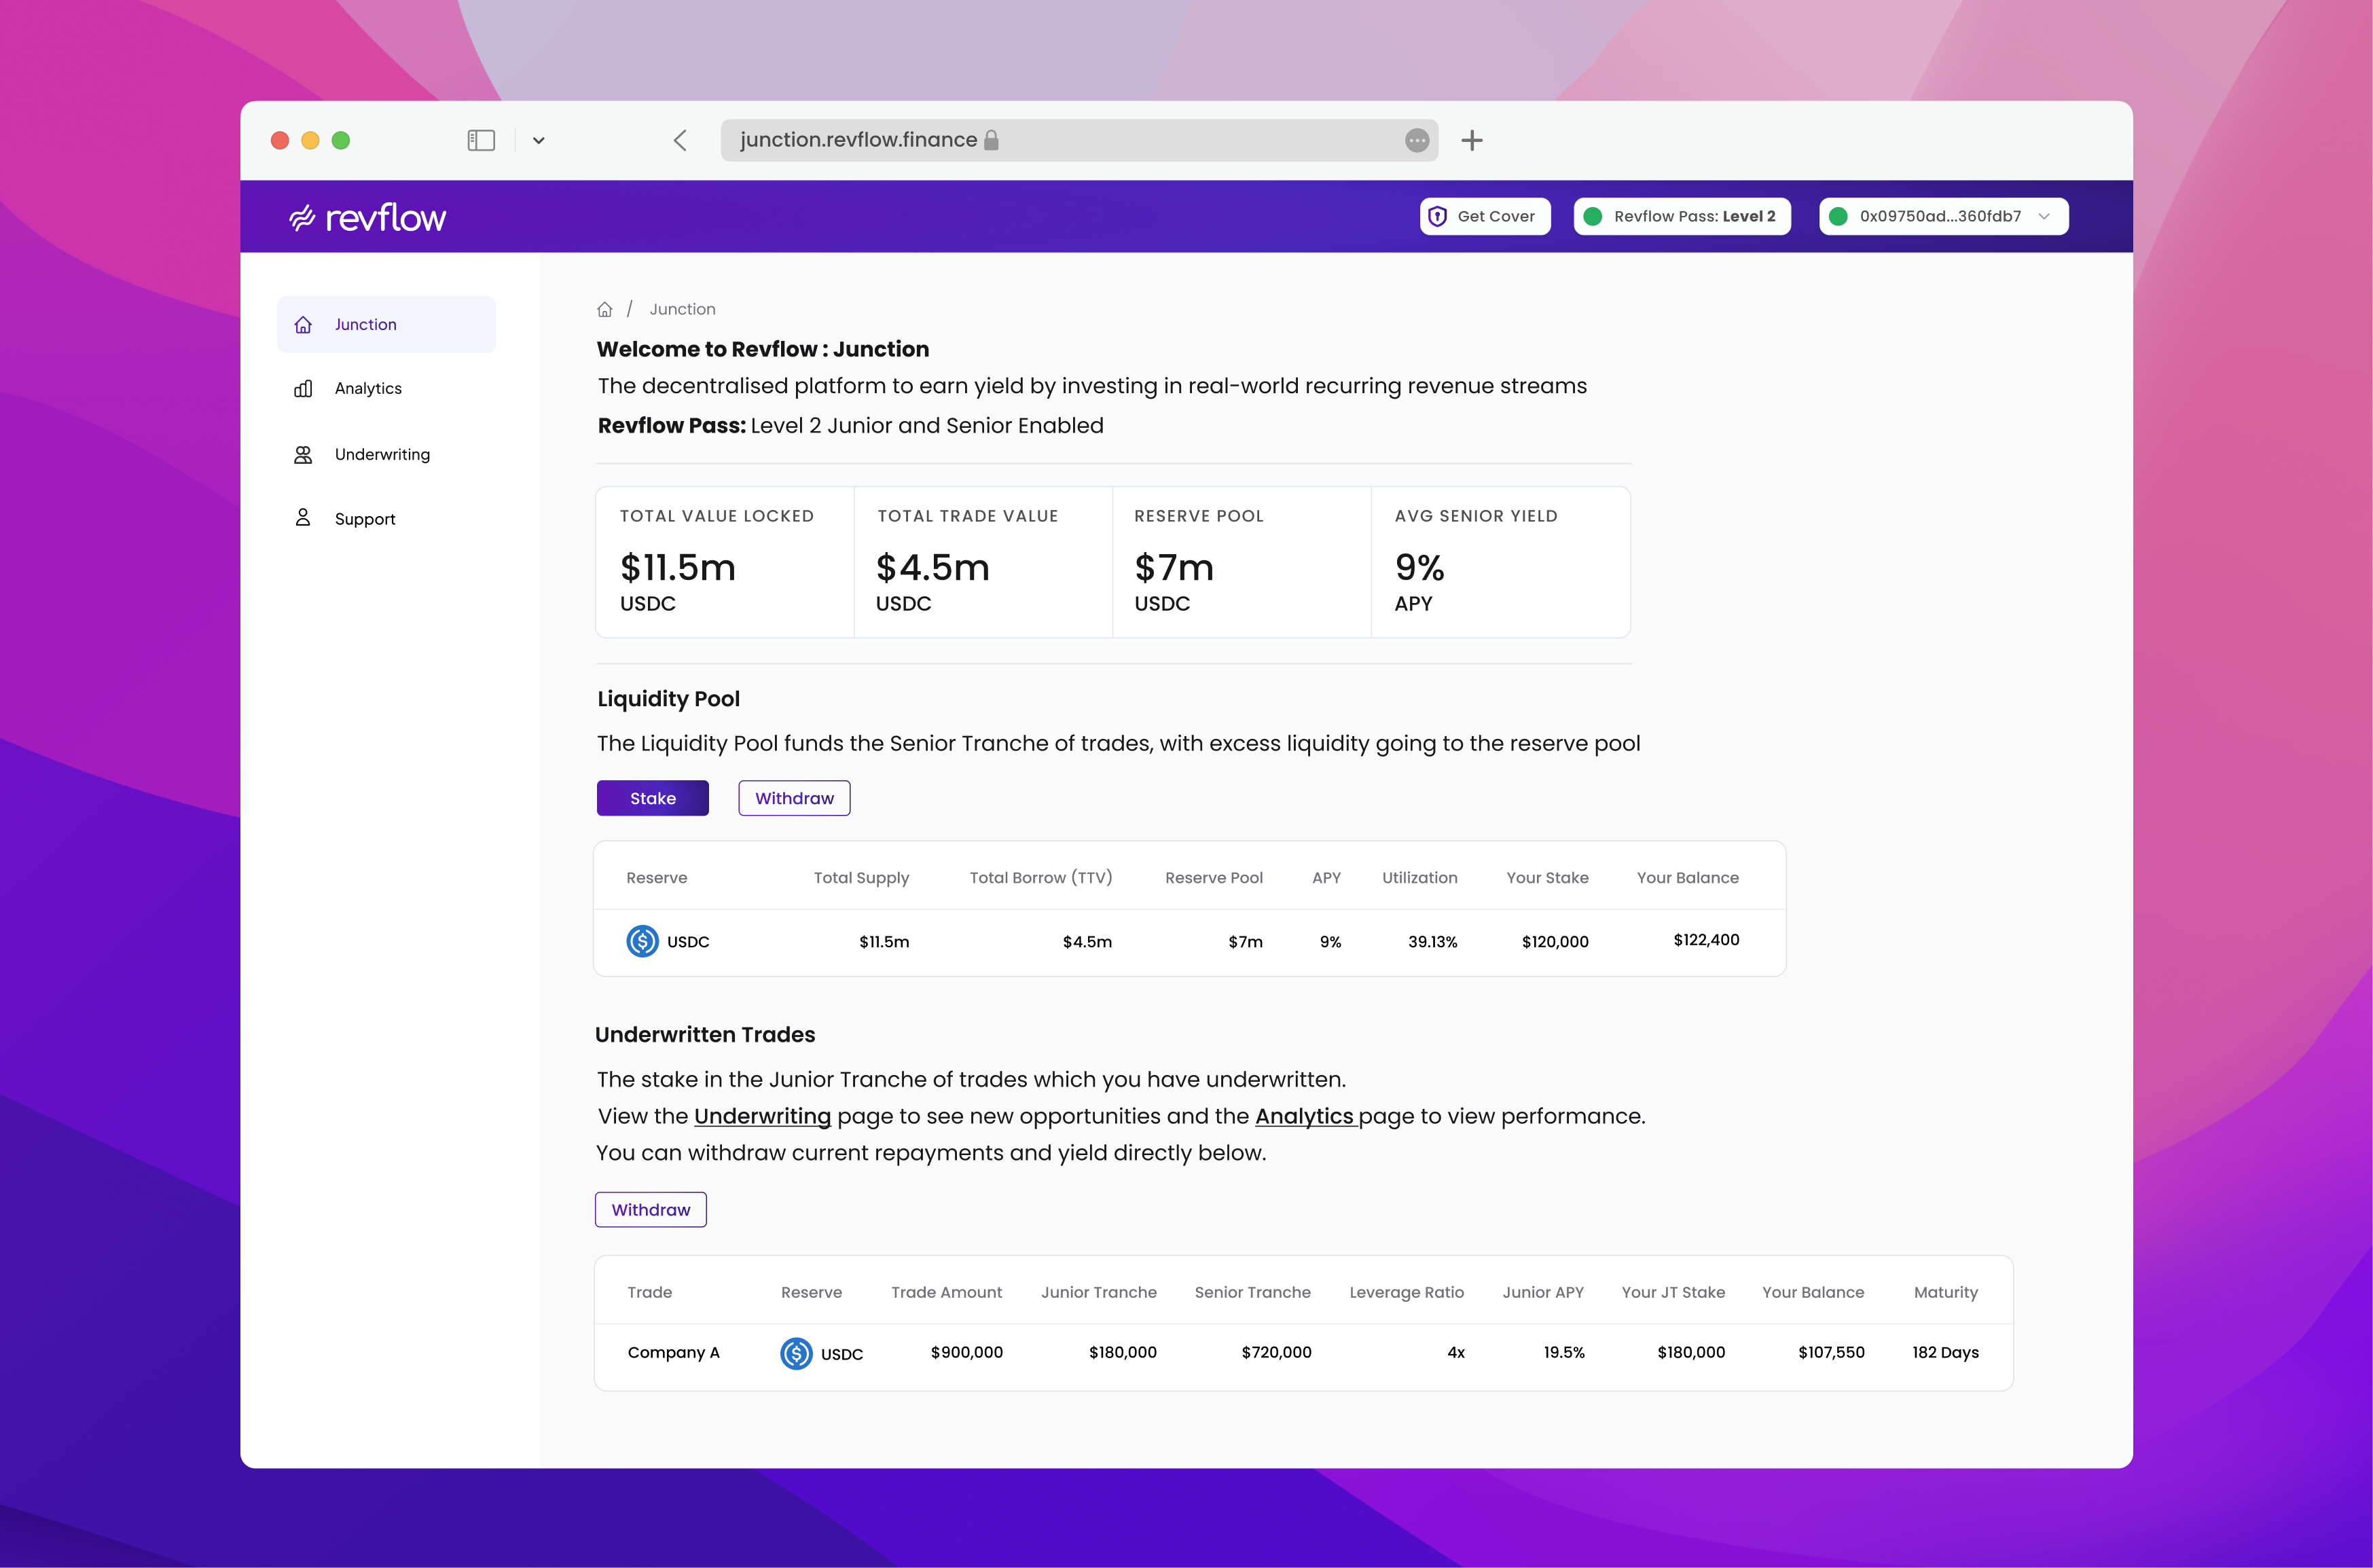 junction.revflow.finance
revflow
Get Cover
Revflow Pass: Level 2
0x09750ad...360fdb7
Junction
Analytics
Underwriting
Support
/ Junction
Welcome to Revflow : Junction
The decentralised platform to earn yield by investing in real-world recurring revenue streams
Revflow Pass: Level 2 Junior and Senior Enabled
TOTAL VALUE LOCKED
$11.5m
USDC
TOTAL TRADE VALUE
$4.5m
USDC
RESERVE POOL
$7m
USDC
AVG SENIOR YIELD
9%
APY
Liquidity Pool
The Liquidity Pool funds the Senior Tranche of trades, with excess liquidity going to the reserve pool
Stake Withdraw
Reserve Total Supply Total Borrow (TTV) Reserve Pool APY Utilization Your Stake Your Balance
USDC $11.5m $4.5m $7m 9% 39.13% $120,000 $122,400
Underwritten Trades
The stake in the Junior Tranche of trades which you have underwritten.
View the Underwriting page to see new opportunities and the Analytics page to view performance.
You can withdraw current repayments and yield directly below.
Withdraw
Trade Reserve Trade Amount Junior Tranche Senior Tranche Leverage Ratio Junior APY Your JT Stake Your Balance Maturity
Company A USDC $900,000 $180,000 $720,000 4x 19.5% $180,000 $107,550 182 Days